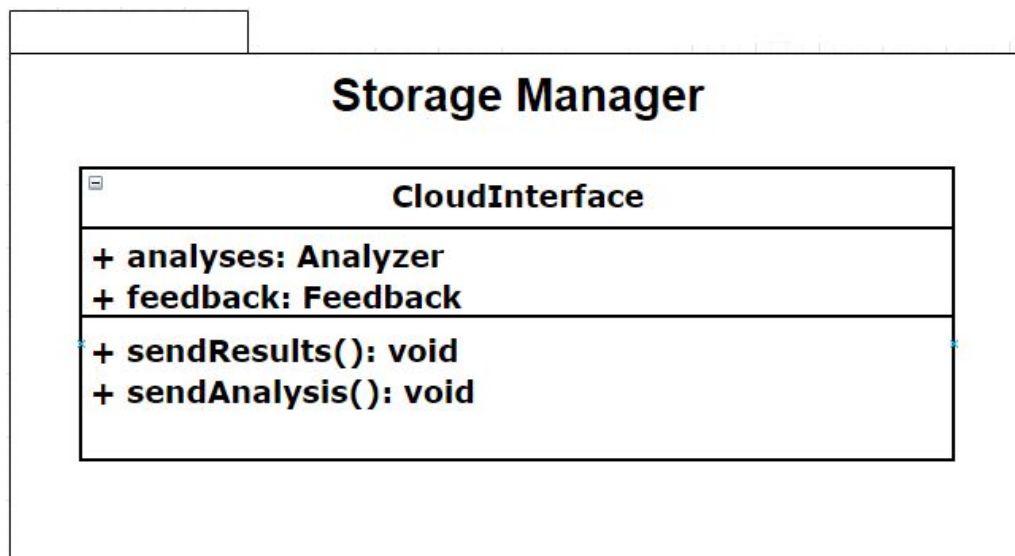 Storage Manager
CloudInterface
+ analyses: Analyzer
+ feedback: Feedback
+ sendResults(): void
+ sendAnalysis(): void